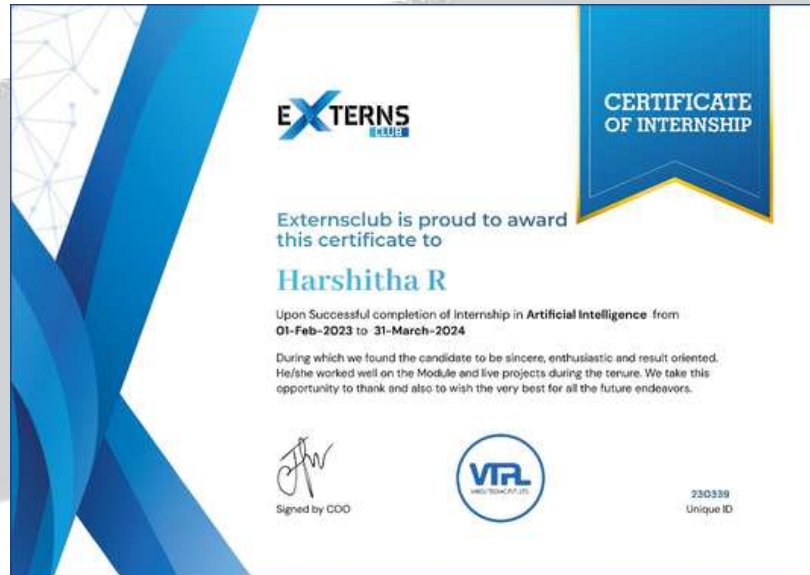 EXTERNS
CLUB
CERTIFICATE
OF INTERNSHIP
Externsclub is proud to award
this certificate to
Harshitha R
Upon Successful completion of Internship in Artificial Intelligence from
01-Feb-2023 to 31-March-2024
During which we found the candidate to be sincere, enthusiastic and result oriented.
He/she worked well on the Module and live projects during the tenure. We take this
opportunity to thank and also to wish the very best for all the future endeavors.
Signed by COO
VTPL
PVT. LTD.
230339
Unique ID